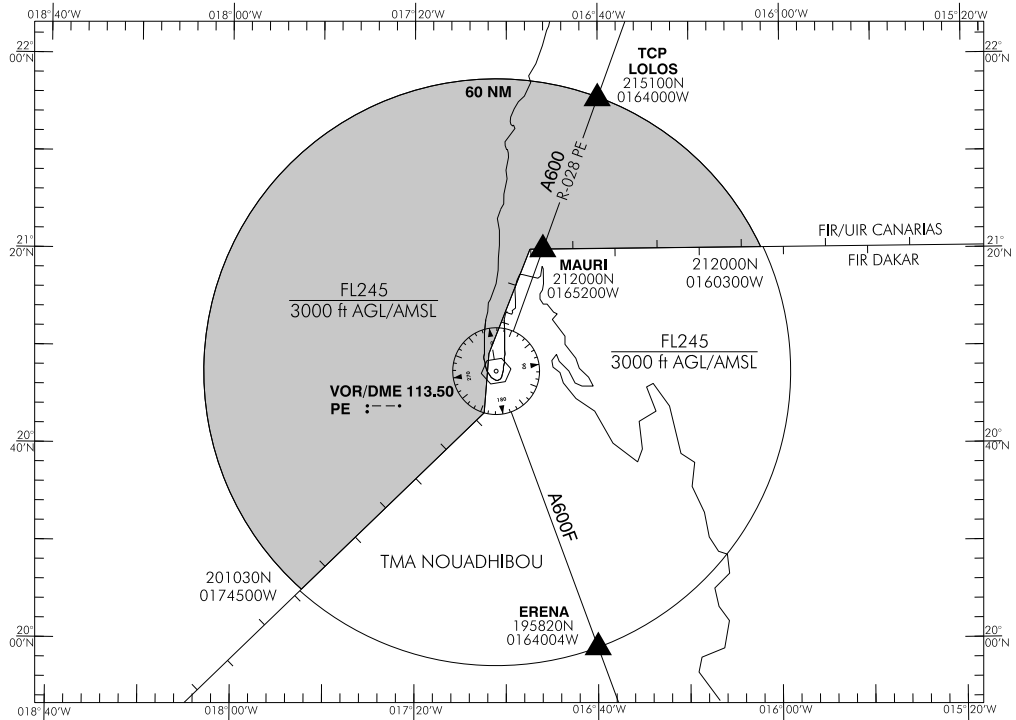 018°40'W
018°00'W
017°20'W
016°40'W
016°00'W
015°20'W
22°
00'N
22°
00'N
TCP
LOLOS
215100N
0164000W
60 NM
A600
R-028 PE
FIR/UIR CANARIAS
21°
20'N
21°
20'N
FIR DAKAR
MAURI
212000N
0165200W
212000N
0160300W
FL245
3000 ft AGL/AMSL
FL245
3000 ft AGL/AMSL
270
90
180
VOR/DME 113.50
PE
20°
40'N
20°
40'N
A600F
TMA NOUADHIBOU
201030N
0174500W
ERENA
195820N
0164004W
20°
00'N
20°
00'N
018°40'W
018°00'W
017°20'W
016°40'W
016°00'W
015°20'W